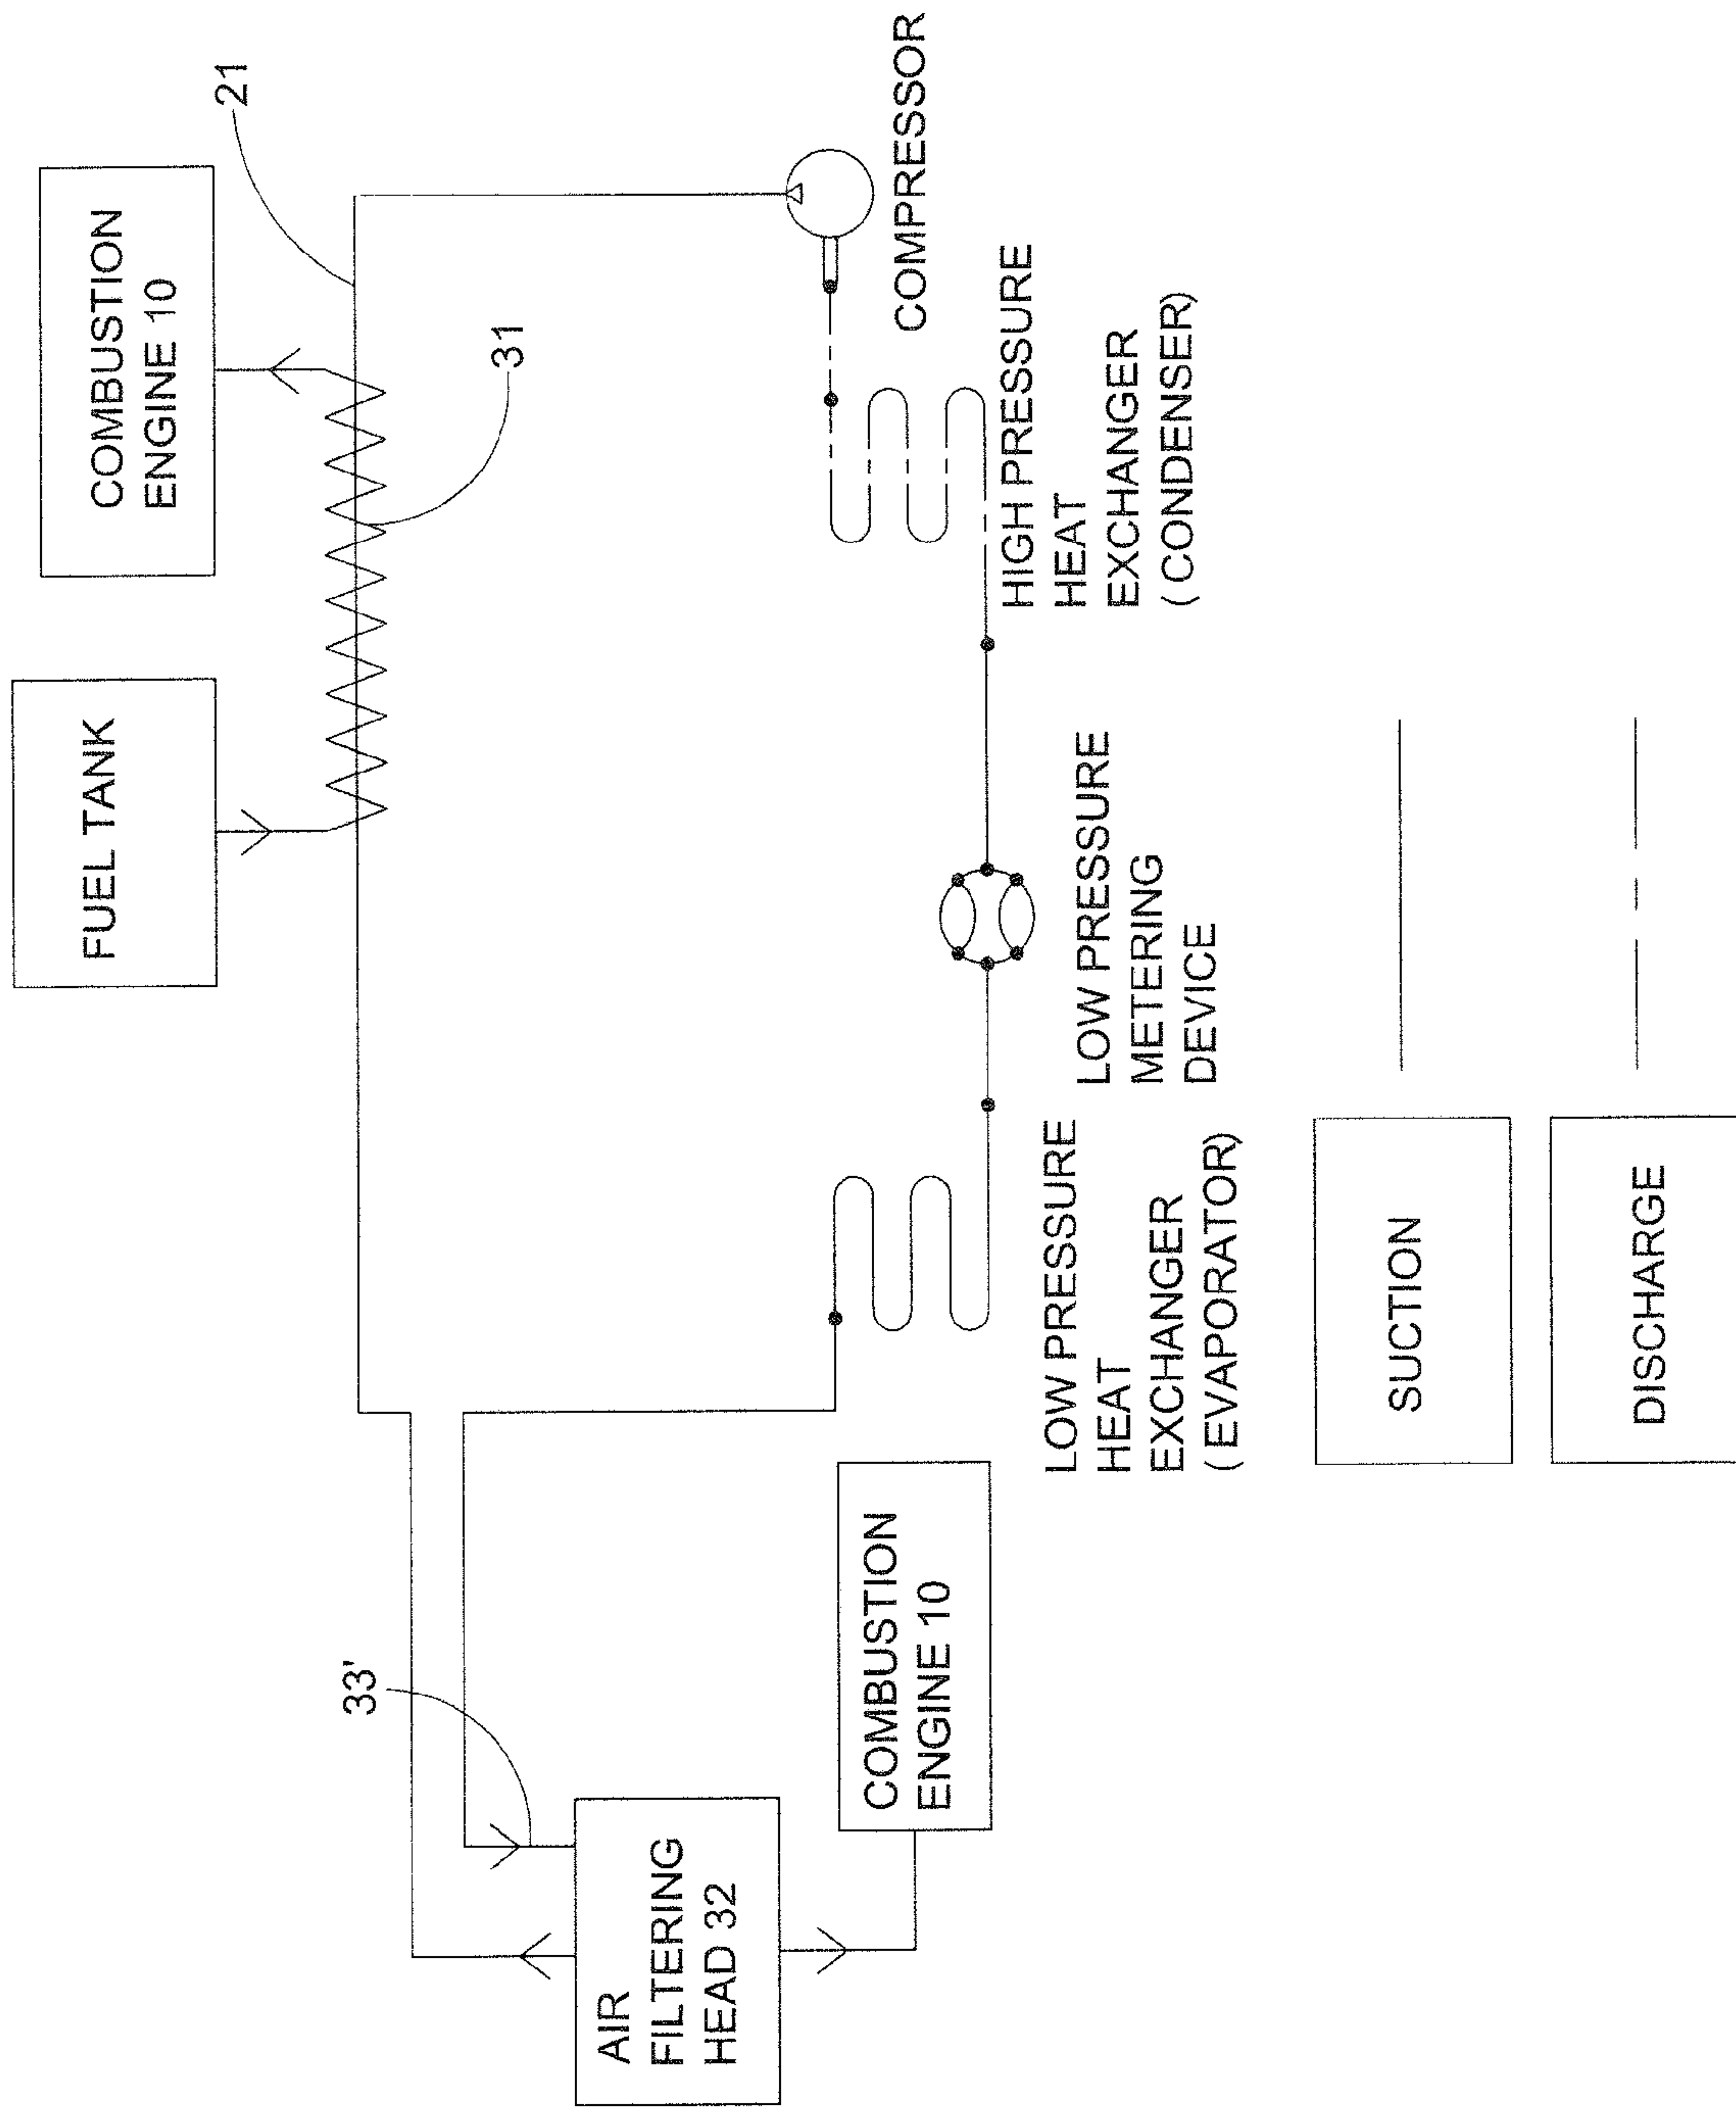 FUEL TANK
COMBUSTION
ENGINE 10
21
31
33'
AIR
FILTERING
HEAD 32
COMBUSTION
ENGINE 10
COMPRESSOR
LOW PRESSURE
HEAT
EXCHANGER
( EVAPORATOR)
LOW PRESSURE
METERING
DEVICE
HIGH PRESSURE
HEAT
EXCHANGER
( CONDENSER)
SUCTION
DISCHARGE